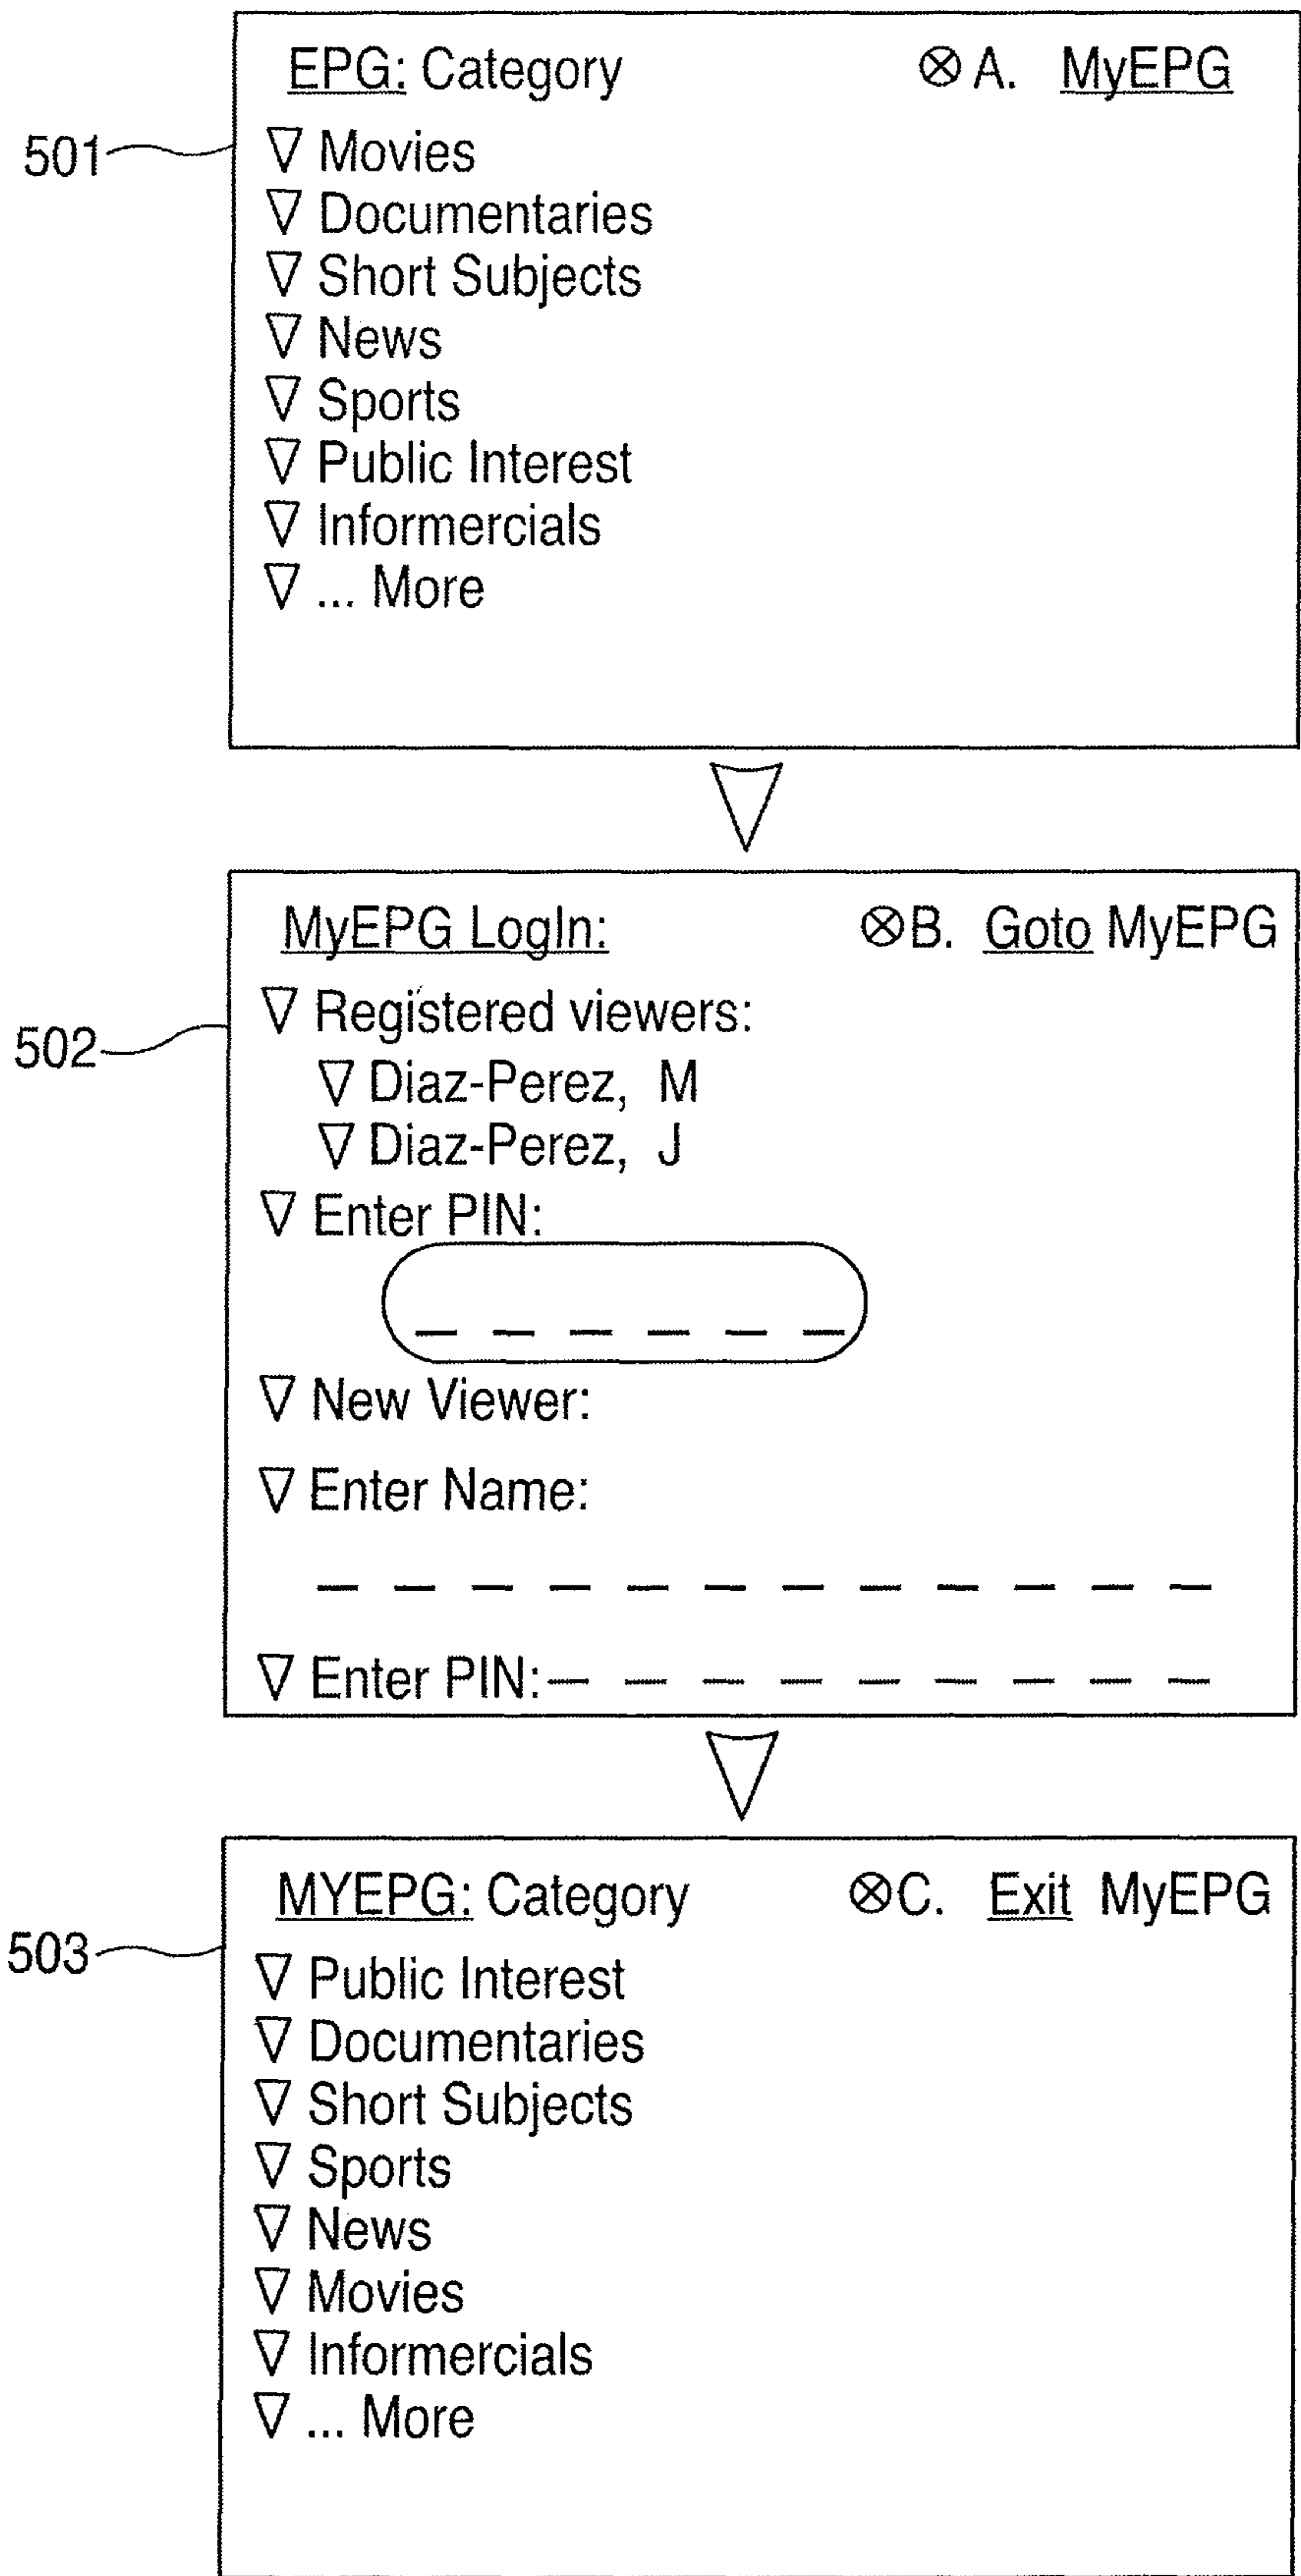 EPG: Category ⊗ A. MyEPG
501
▽ Movies
▽ Documentaries
▽ Short Subjects
▽ News
▽ Sports
▽ Public Interest
▽ Informercials
▽ ... More
MyEPG LogIn: ⊗B. Goto MyEPG
▽ Registered viewers:
502
▽ Diaz-Perez, M
▽ Diaz-Perez, J
▽ Enter PIN:
_ _ _ _ _ _
▽ New Viewer:
▽ Enter Name:
_ _ _ _ _ _ _ _ _ _ _ _
▽ Enter PIN: _ _ _ _ _ _ _ _ _
MYEPG: Category ⊗C. Exit MyEPG
503
▽ Public Interest
▽ Documentaries
▽ Short Subjects
▽ Sports
▽ News
▽ Movies
▽ Informercials
▽ ... More